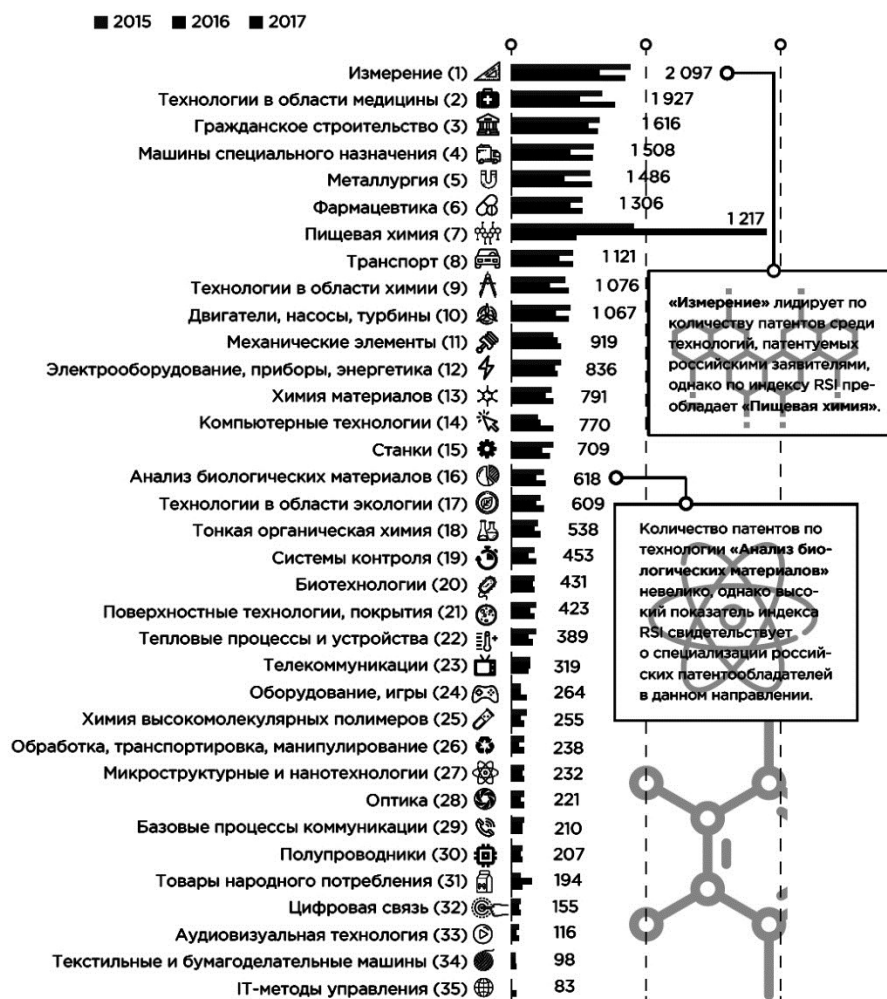 2015 2016 2017
Измерение (1) 2 097
Технологии в области медицины (2) 1 927
Гражданское строительство (3) 1 616
Машины специального назначения (4) 1 508
Металлургия (5) 1 486
Фармацевтика (6) 1 306
Пищевая химия (7) 1 217
Транспорт (8) 1 121
Технологии в области химии (9) 1 076
Двигатели, насосы, турбины (10) 1 067
Механические элементы (11) 919
Электрооборудование, приборы, энергетика (12) 836
Химия материалов (13) 791
Компьютерные технологии (14) 770
Станки (15) 709
Анализ биологических материалов (16) 618
Технологии в области экологии (17) 609
Тонкая органическая химия (18) 538
Системы контроля (19) 453
Биотехнологии (20) 431
Поверхностные технологии, покрытия (21) 423
Тепловые процессы и устройства (22) 389
Телекоммуникации (23) 319
Оборудование, игры (24) 264
Химия высокомолекулярных полимеров (25) 255
Обработка, транспортировка, манипулирование (26) 238
Микроструктурные и нанотехнологии (27) 232
Оптика (28) 221
Базовые процессы коммуникации (29) 210
Полупроводники (30) 207
Товары народного потребления (31) 194
Цифровая связь (32) 155
Аудиовизуальная технология (33) 116
Текстильные и бумагоделательные машины (34) 98
IT-методы управления (35) 83
«Измерение» лидирует по
количеству патентов среди
технологий, патентуемых
российскими заявителями,
однако по индексу RSI пре-
обладает «Пищевая химия».
Количество патентов по
технологии «Анализ био-
логических материалов»
невелико, однако высо-
кий показатель индекса
RSI свидетельствует
о специализации россий-
ских патентообладателей
в данном направлении.